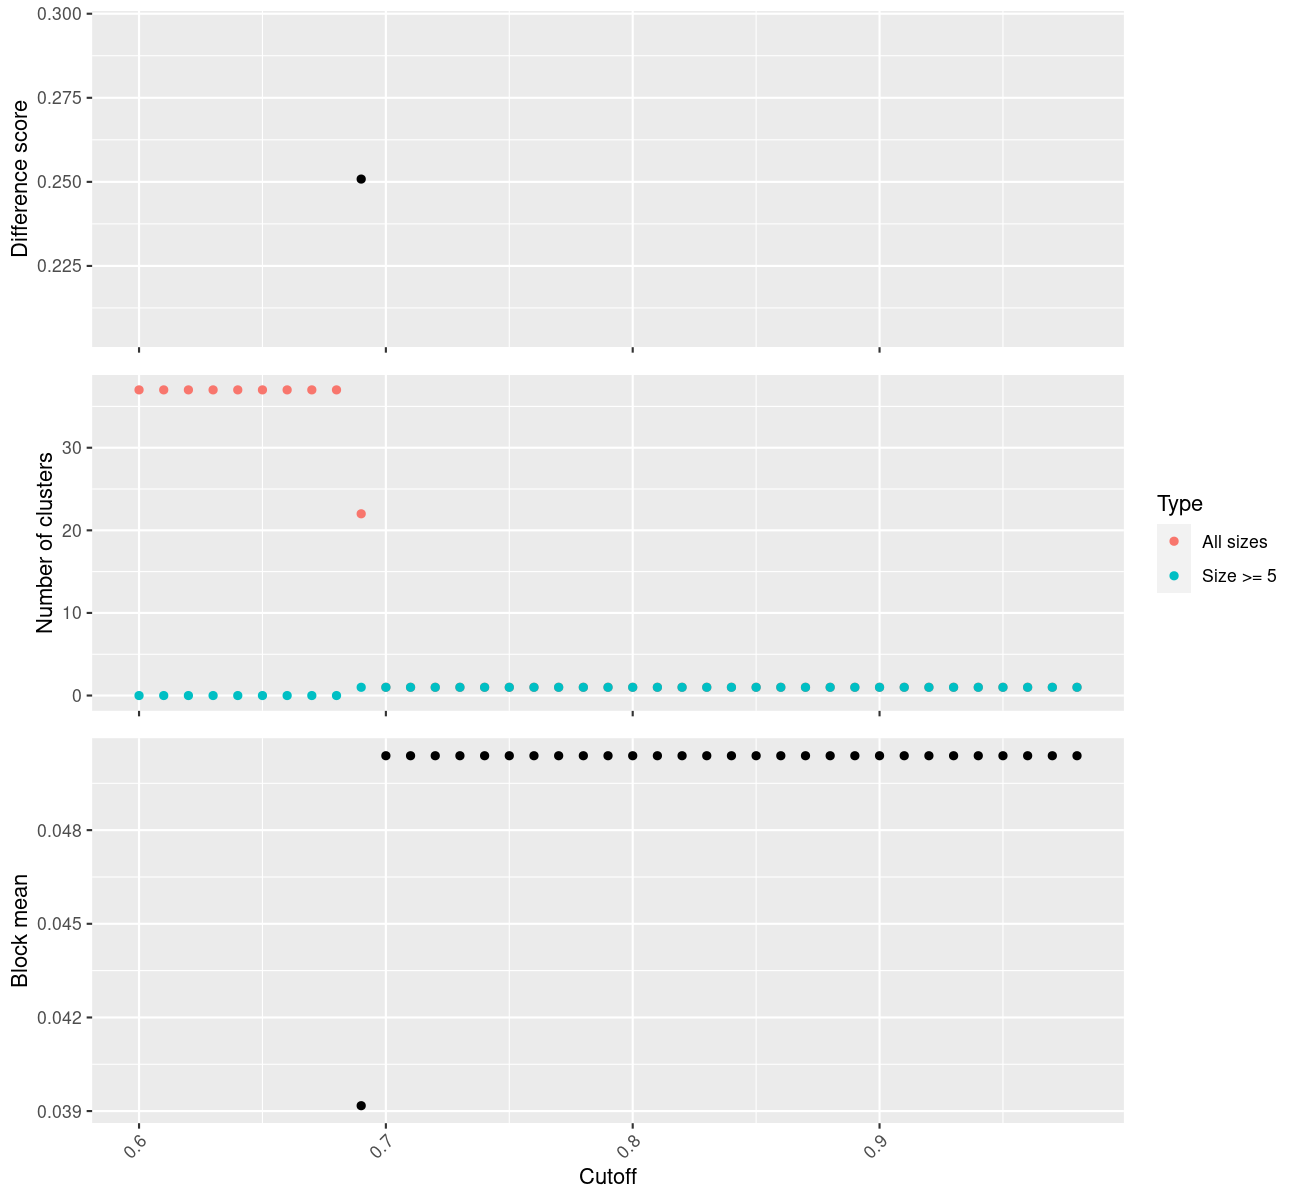 0.300
0.275
0.250
0.225
Difference score
30
20
10
0
Number of clusters
Type
All sizes
Size >= 5
0.048
0.045
0.042
0.039
Block mean
0.6
0.7
0.8
0.9
Cutoff